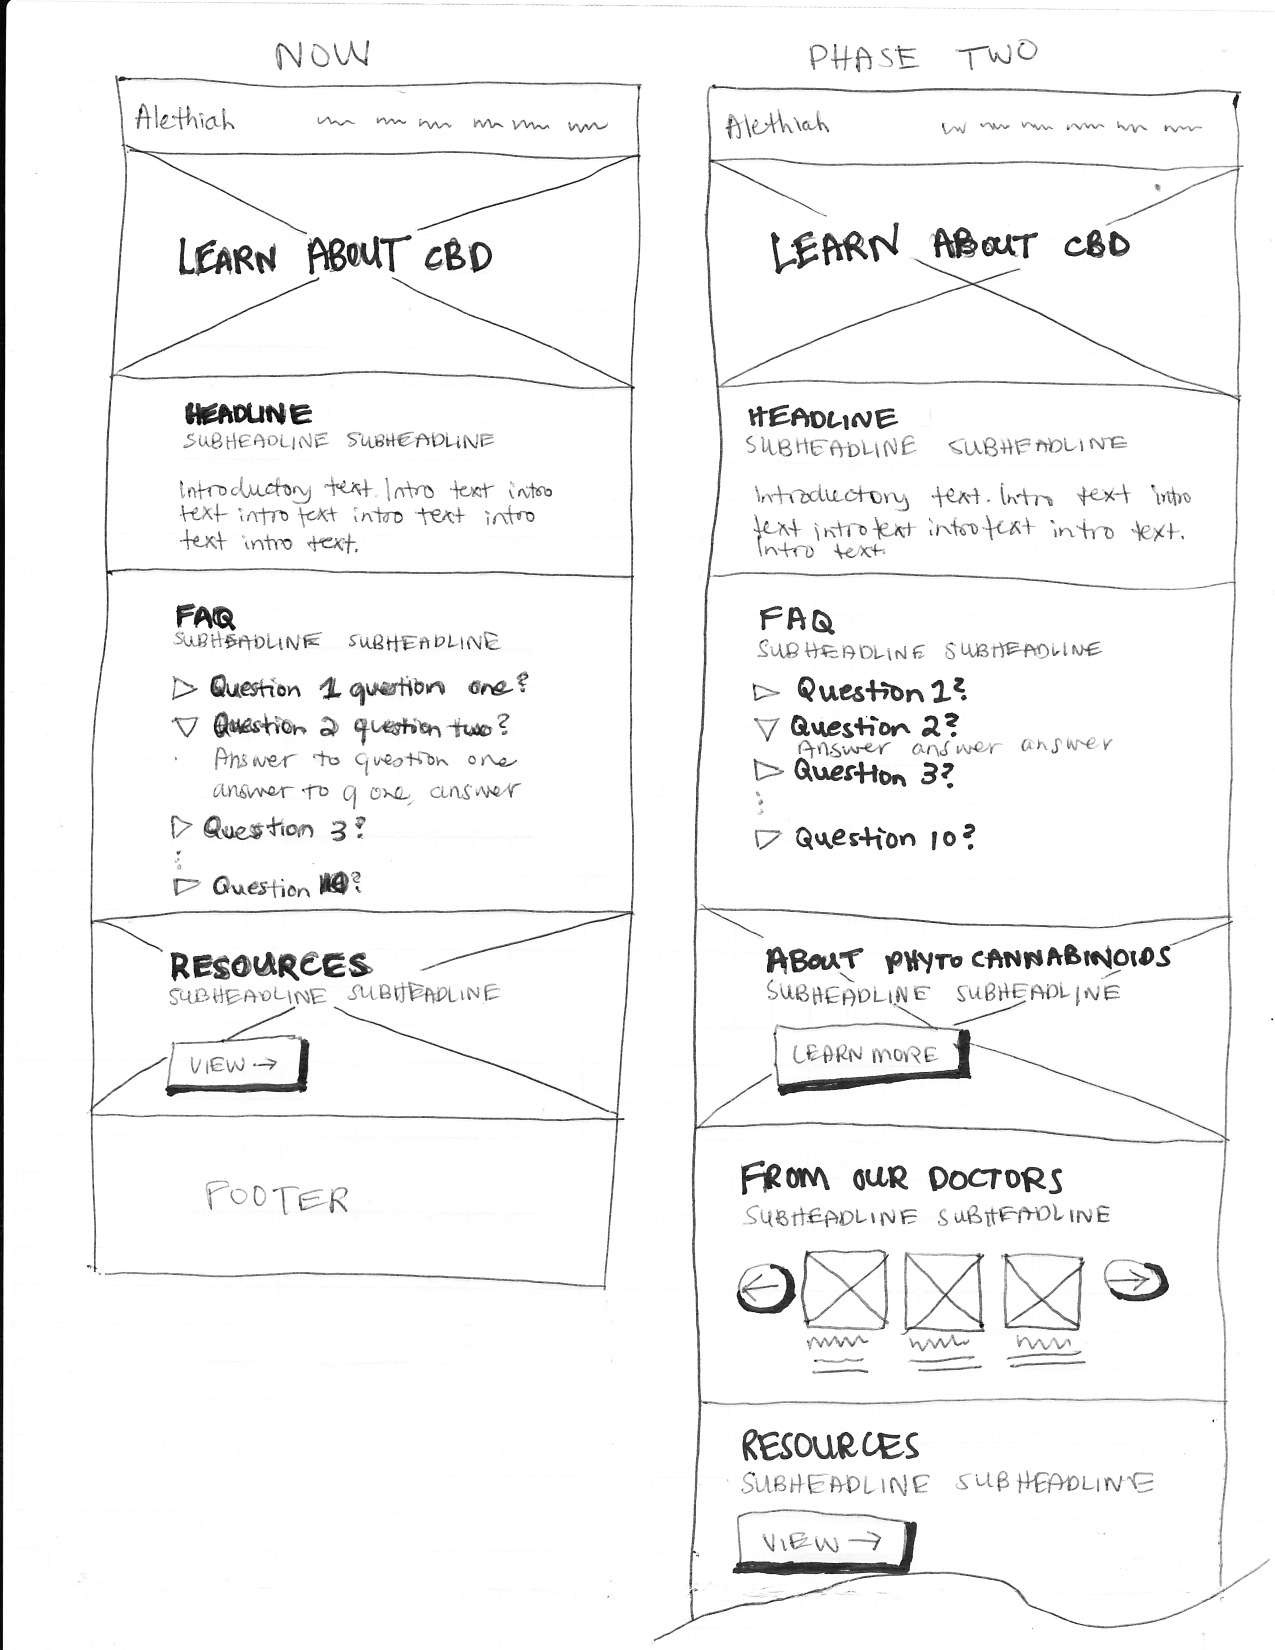 NOW
Alethiah
LEARN ABOUT CBD
HEADLINE
SUBHEADLINE SUBHEADLINE
Introductory text. Intro text intro
text intro text intro text intro
text intro text.
FAQ
SUBHEADLINE SUBHEADLINE
Question 1 question one?
Question 2 question two?
Answer to question one
answer to q one, answer
Question 3?
Question 10?
RESOURCES
SUBHEADLINE SUBHEADLINE
VIEW →
FOOTER
PHASE TWO
Alethiah
LEARN ABOUT CBD
HEADLINE
SUBHEADLINE SUBHEADLINE
Introductory text. Intro text intro
text intro text intro text intro text.
Intro text.
FAQ
SUBHEADLINE SUBHEADLINE
Question 1?
Question 2?
Answer answer answer
Question 3?
Question 10?
ABOUT PHYTOCANNABINOIDS
SUBHEADLINE SUBHEADLINE
LEARN MORE
FROM OUR DOCTORS
SUBHEADLINE SUBHEADLINE
RESOURCES
SUBHEADLINE SUBHEADLINE
VIEW →